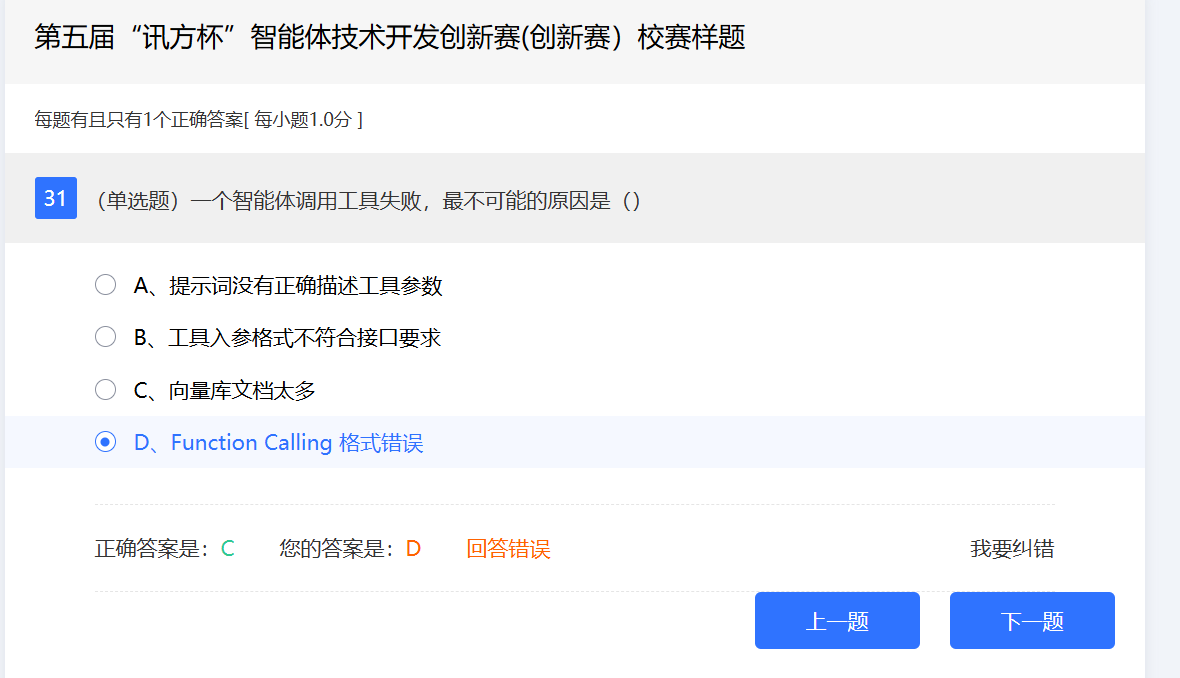 第五届“讯方杯”智能体技术开发创新赛(创新赛）校赛样题
每题有且只有1个正确答案[ 每小题1.0分 ]
31 （单选题）一个智能体调用工具失败，最不可能的原因是（）
A、提示词没有正确描述工具参数
B、工具入参格式不符合接口要求
C、向量库文档太多
D、Function Calling 格式错误
正确答案是：C 您的答案是：D 回答错误 我要纠错
上一题 下一题